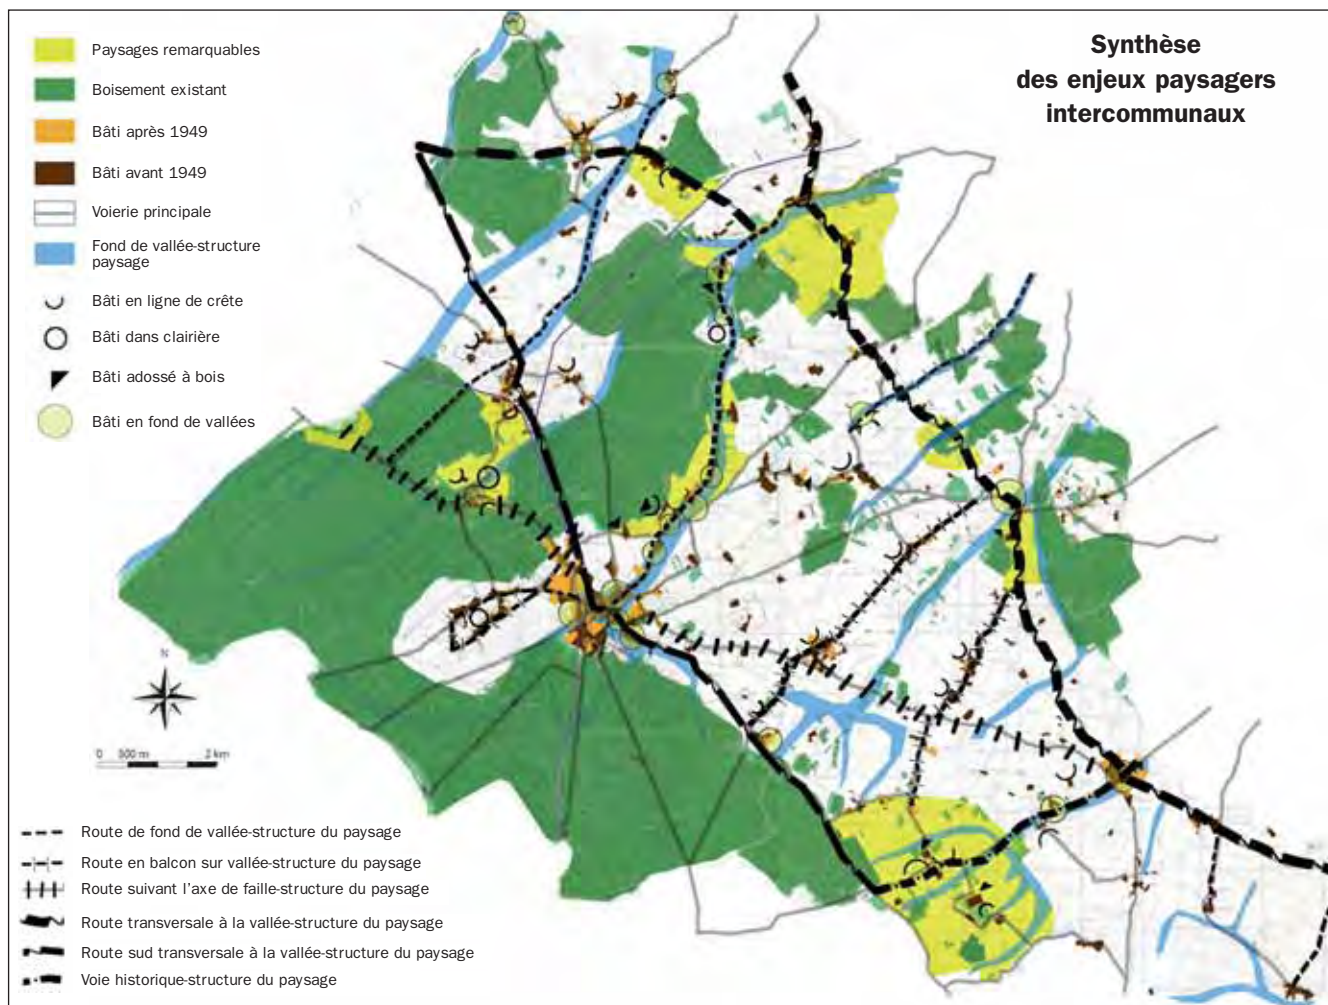 Synthèse
des enjeux paysagers
intercommunaux
Paysages remarquables
Boisement existant
Bâti après 1949
Bâti avant 1949
Voierie principale
Fond de vallée-structure
paysage
Bâti en ligne de crête
Bâti dans clairière
Bâti adossé à bois
Bâti en fond de vallées
N
0 500 m 2 km
Route de fond de vallée-structure du paysage
Route en balcon sur vallée-structure du paysage
Route suivant l'axe de faille-structure du paysage
Route transversale à la vallée-structure du paysage
Route sud transversale à la vallée-structure du paysage
Voie historique-structure du paysage